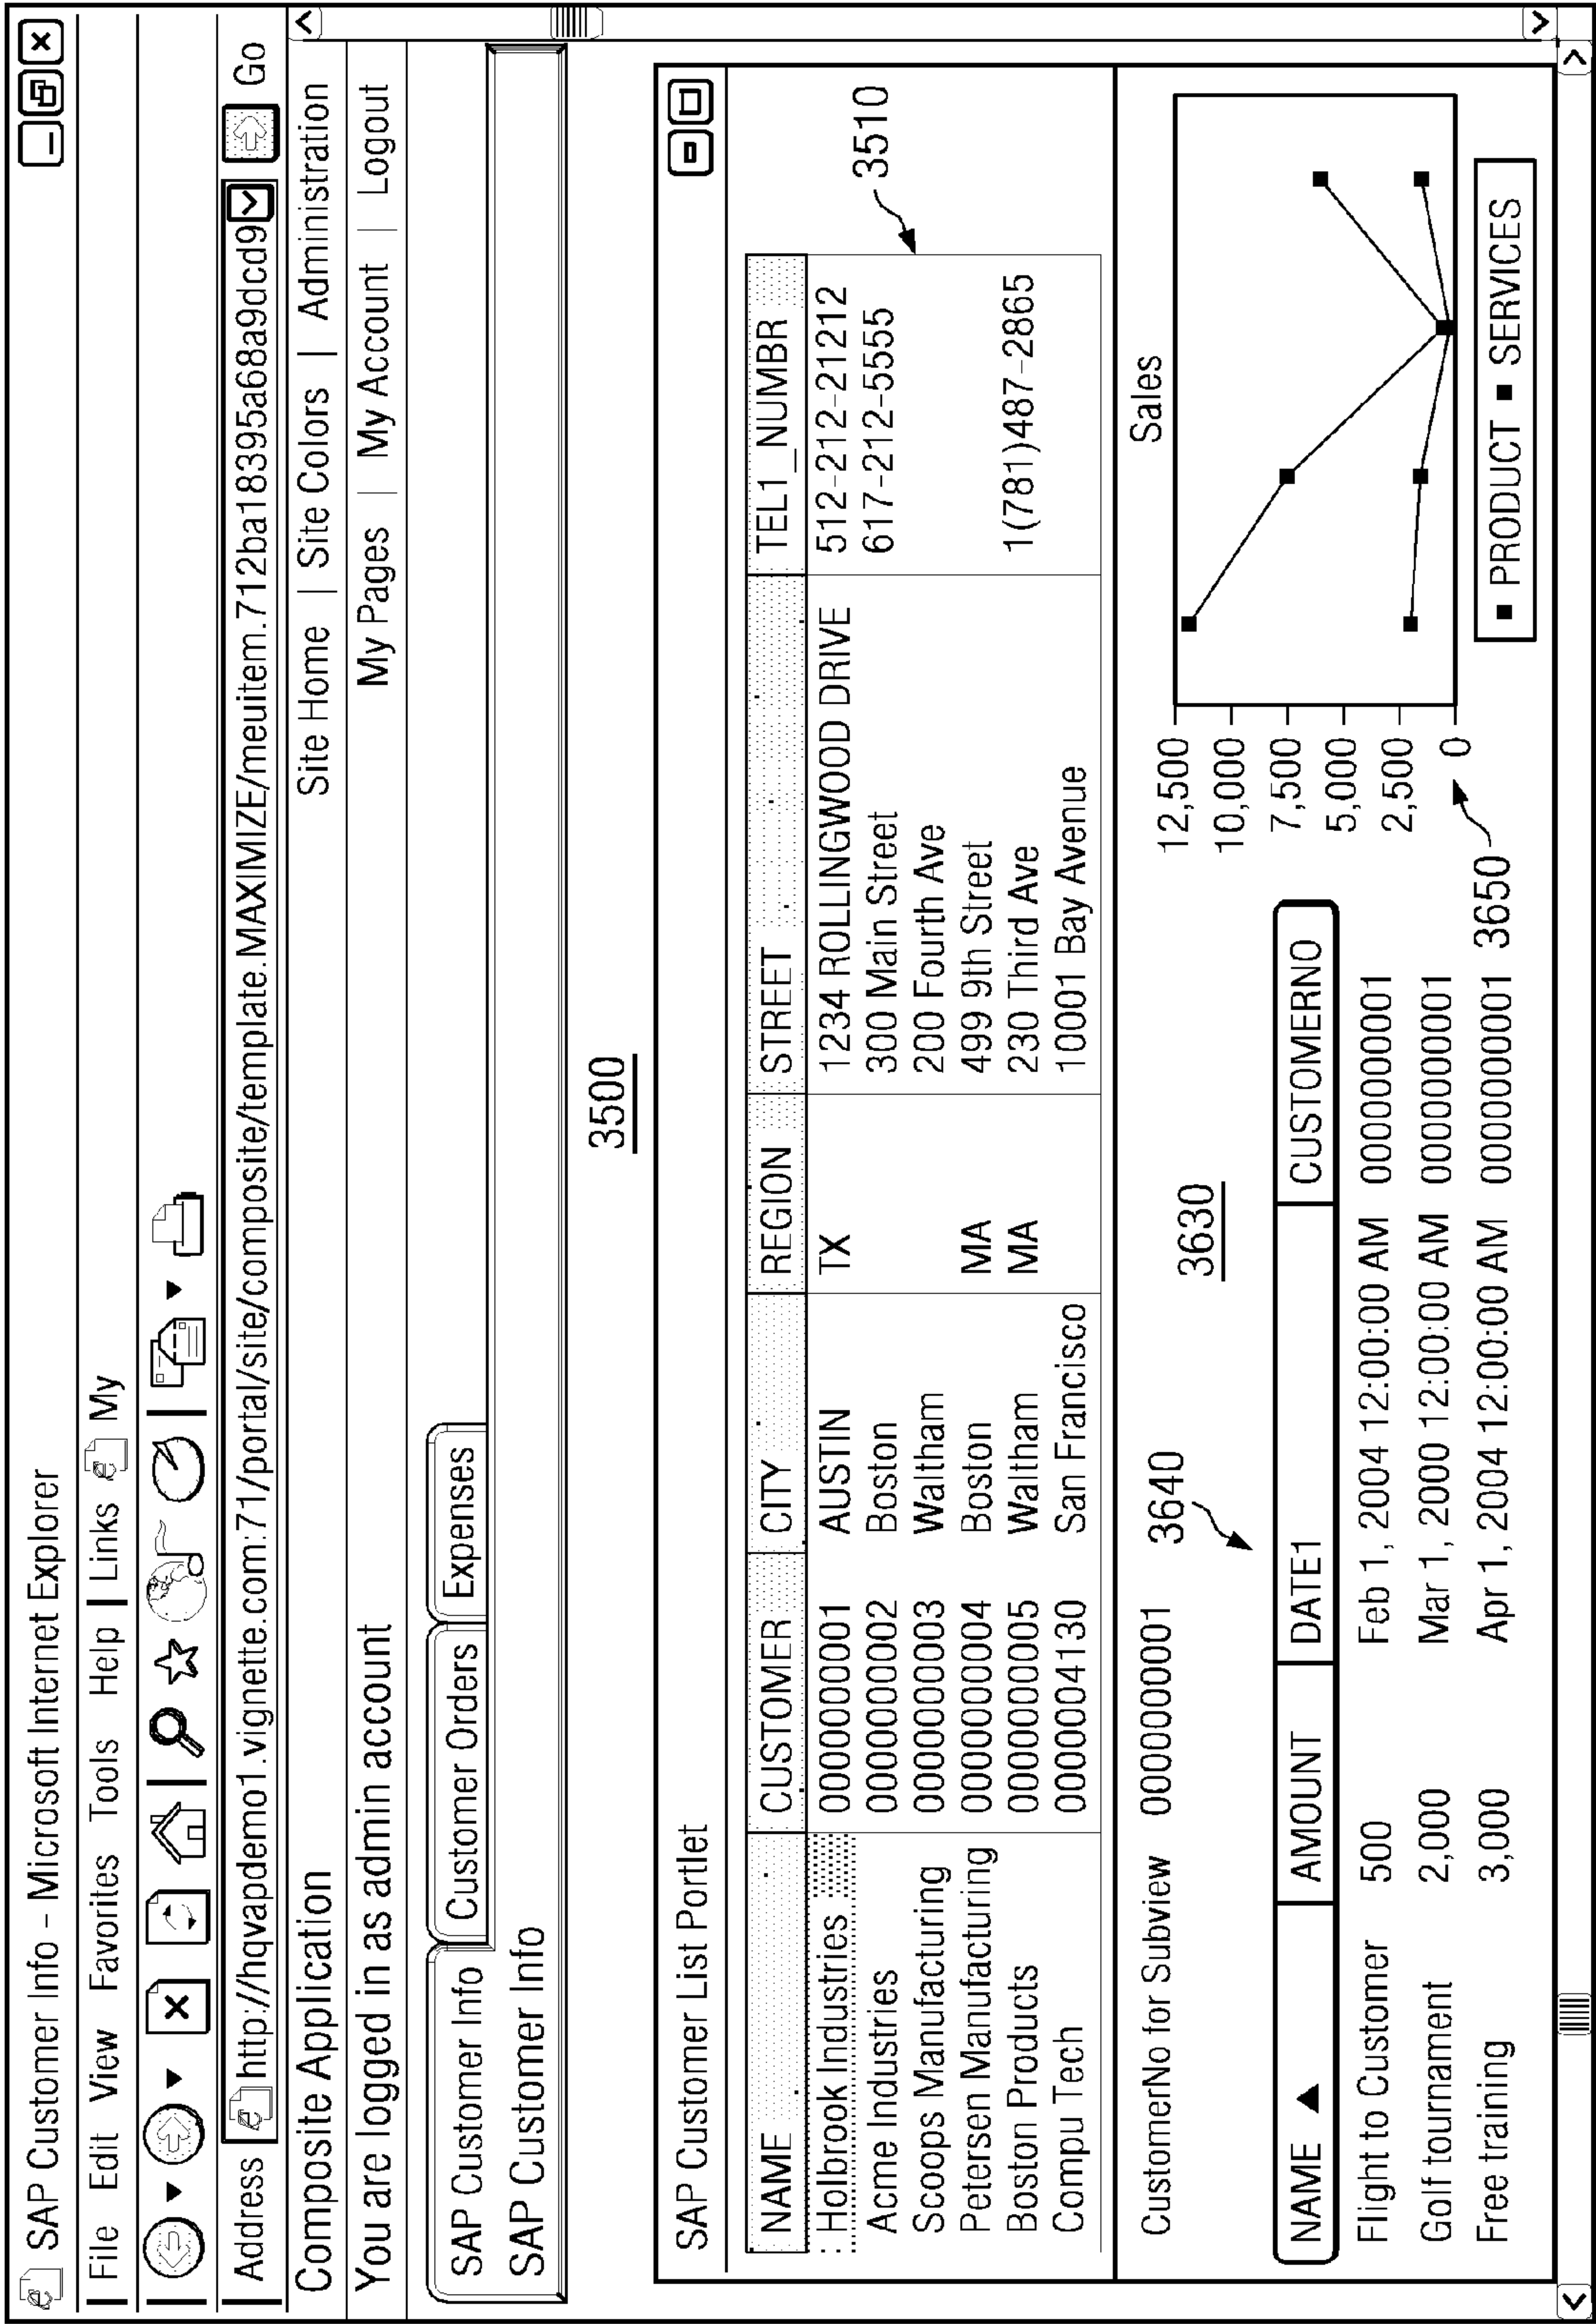 SAP Customer Info - Microsoft Internet Explorer
File Edit View Favorites Tools Help Links My
Address http://hqvapdemo1.vignette.com:71/portal/site/composite/template.MAXIMIZE/meuitem.712ba18395a68a9dcd9 Go
Composite Application Site Home | Site Colors | Administration
You are logged in as admin account My Pages | My Account | Logout
SAP Customer Info Customer Orders Expenses
SAP Customer Info
3500
SAP Customer List Portlet
NAME CUSTOMER CITY REGION STREET TEL1_NUMBR
Holbrook Industries 0000000001 AUSTIN TX 1234 ROLLINGWOOD DRIVE 512-212-21212
Acme Industries 0000000002 Boston 300 Main Street 617-212-5555
Scoops Manufacturing 0000000003 Waltham 200 Fourth Ave
Petersen Manufacturing 0000000004 Boston MA 499 9th Street
Boston Products 0000000005 Waltham MA 230 Third Ave 1(781)487-2865
Compu Tech 0000004130 San Francisco 10001 Bay Avenue
3510
CustomerNo for Subview 0000000001
3640
3630
NAME ▲ AMOUNT DATE1 CUSTOMERNO
Flight to Customer 500 Feb 1, 2004 12:00:00 AM 0000000001
Golf tournament 2,000 Mar 1, 2000 12:00:00 AM 0000000001
Free training 3,000 Apr 1, 2004 12:00:00 AM 0000000001
Sales
12,500
10,000
7,500
5,000
2,500
0
3650
PRODUCT SERVICES